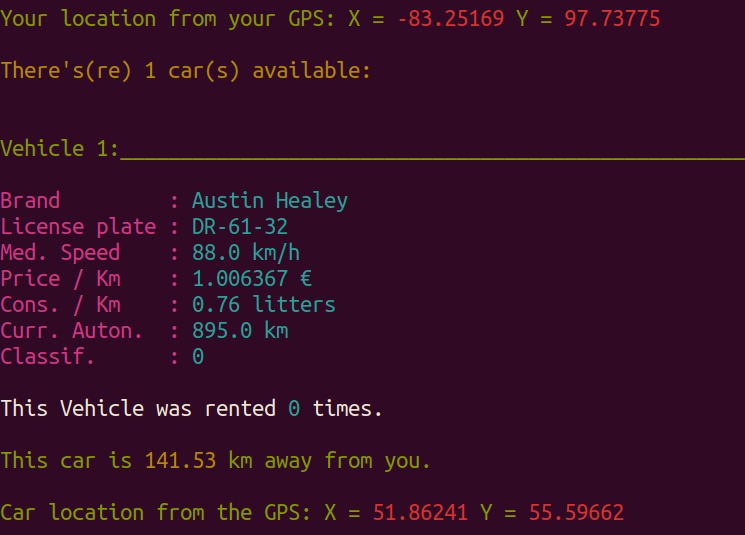 Your location from your GPS: X = -83.25169 Y = 97.73775
There's(re) 1 car(s) available:
Vehicle 1:____________________________________________________
Brand         : Austin Healey
License plate : DR-61-32
Med. Speed    : 88.0 km/h
Price / Km    : 1.006367 €
Cons. / Km    : 0.76 litters
Curr. Auton.  : 895.0 km
Classif.      : 0
This Vehicle was rented 0 times.
This car is 141.53 km away from you.
Car location from the GPS: X = 51.86241 Y = 55.59662